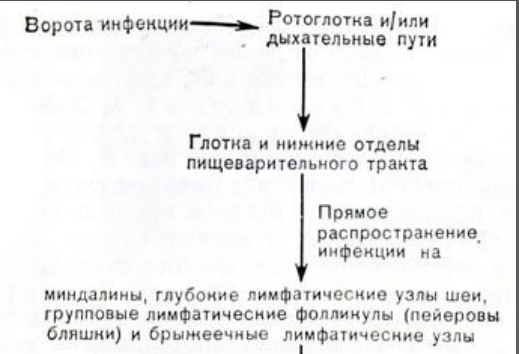 Ворота инфекции
Ротоглотка и/или
дыхательные пути
Глотка и нижние отделы
пищеварительного тракта
Прямое
распространение
инфекции на
миндалины, глубокие лимфатические узлы шеи,
групповые лимфатические фолликулы (пейеровы
бляшки) и брыжеечные лимфатические узлы